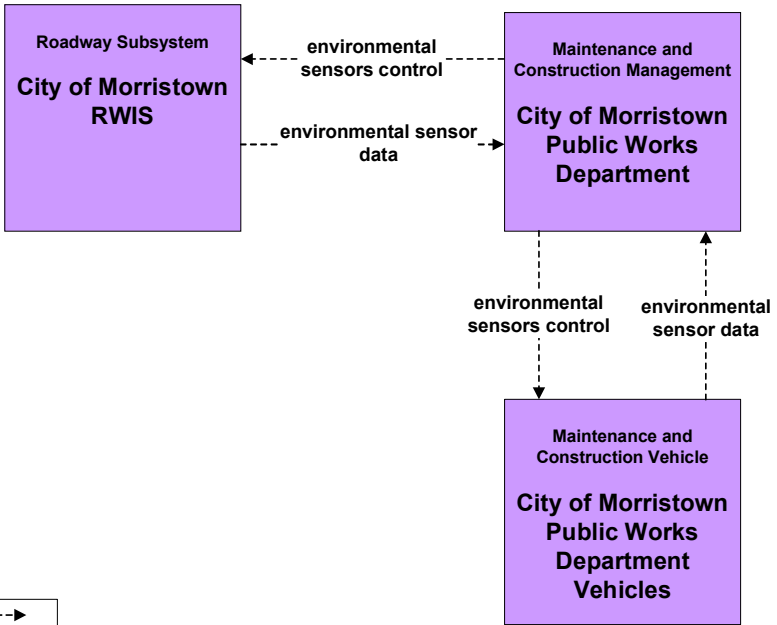 Roadway Subsystem
City of Morristown
RWIS
environmental
sensors control
environmental sensor
data
Maintenance and
Construction Management
City of Morristown
Public Works
Department
environmental
sensors control
environmental
sensor data
Maintenance and
Construction Vehicle
City of Morristown
Public Works
Department
Vehicles